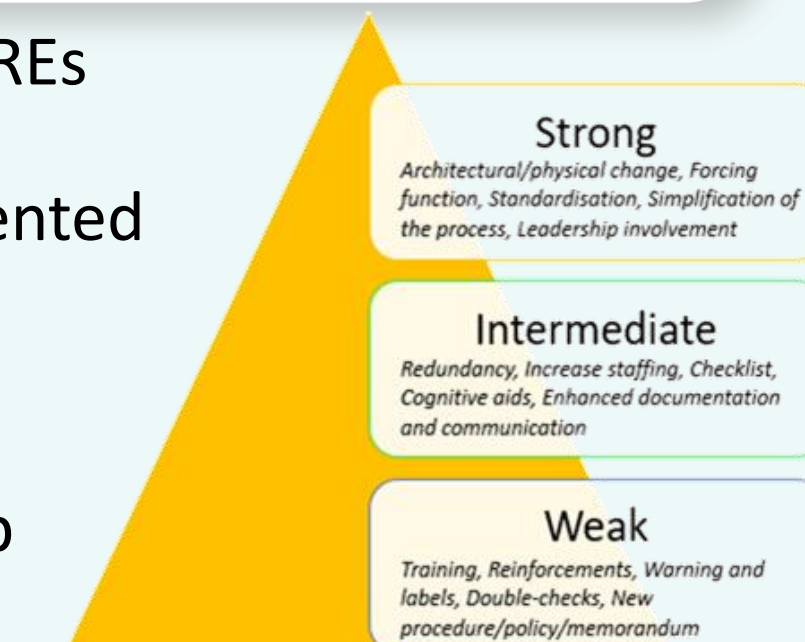 REs
ented
Strong
Architectural/physical change, Forcing
function, Standardisation, Simplification of
the process, Leadership involvement
Intermediate
Redundancy, Increase staffing, Checklist,
Cognitive aids, Enhanced documentation
and communication
Weak
Training, Reinforcements, Warning and
labels, Double-checks, New
procedure/policy/memorandum